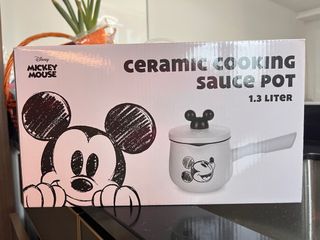 Disney
MICKEY
MOUSE
CERAMIC COOKING
SAUCE POT
1.3 LITER